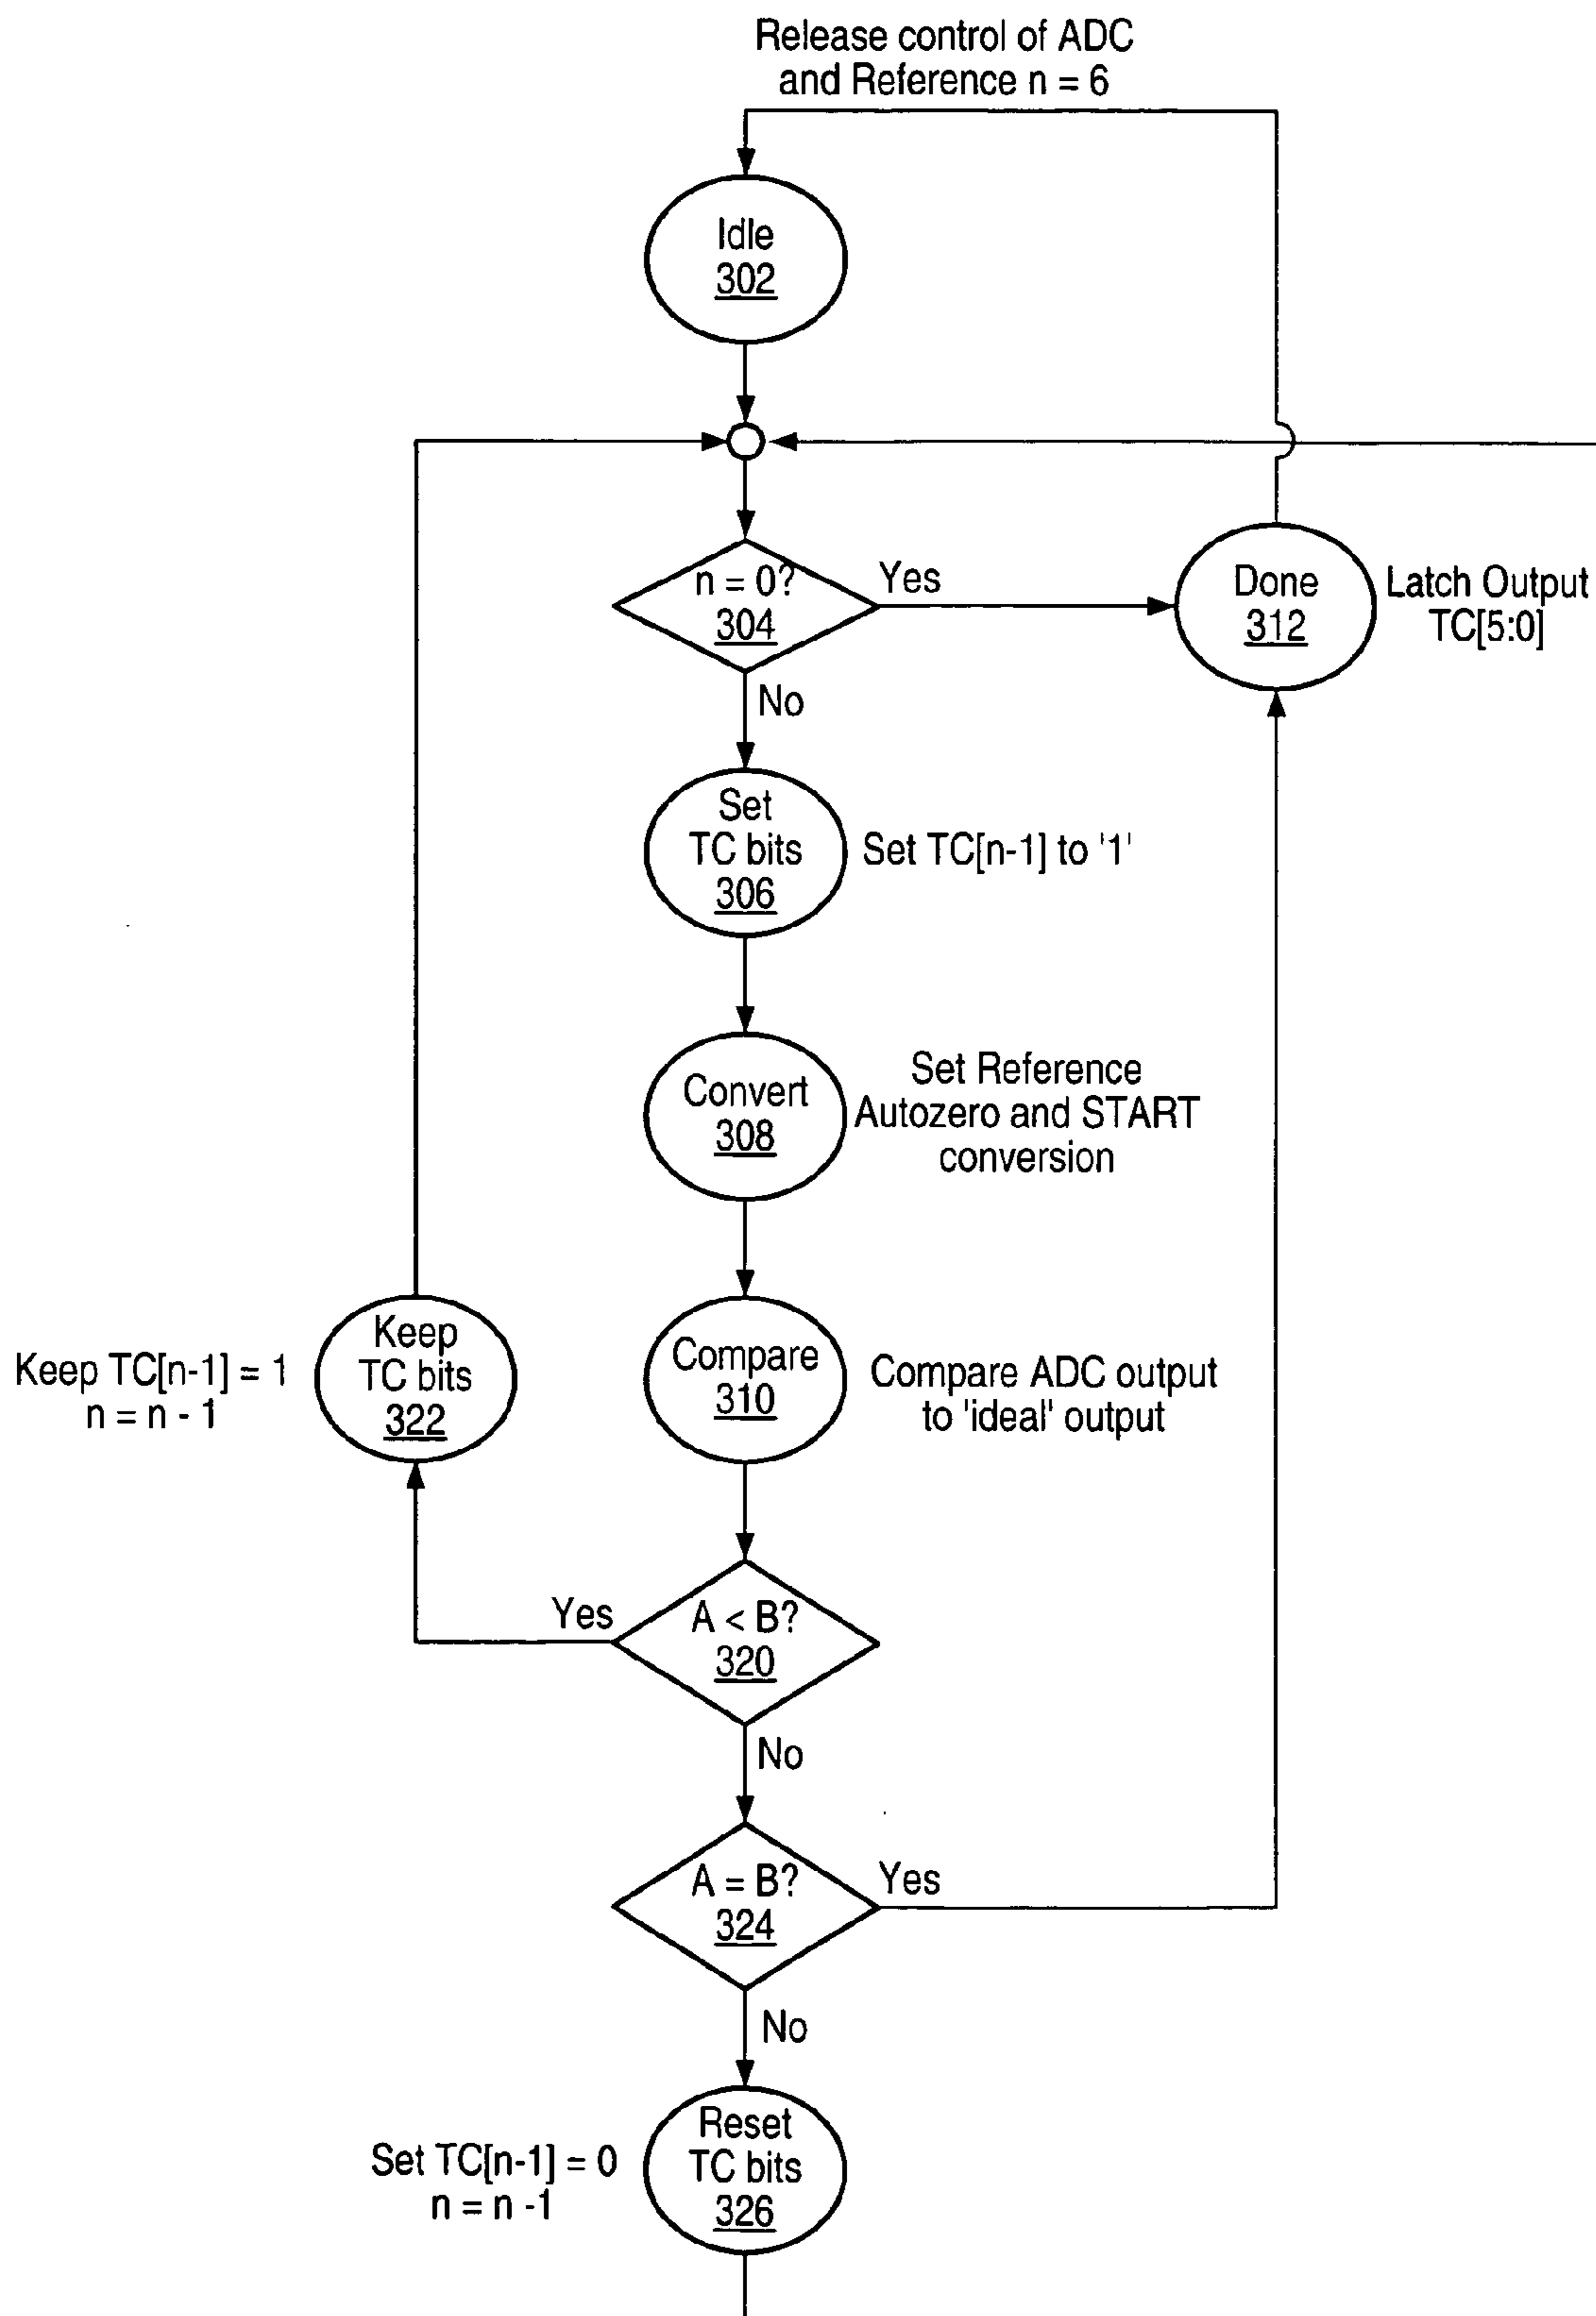 Release control of ADC
and Reference n = 6
Idle
302
n = 0?
304
Yes
Done
312
Latch Output
TC[5:0]
No
Set
TC bits
306
Set TC[n-1] to '1'
Convert
308
Set Reference
Autozero and START
conversion
Keep TC[n-1] = 1
n = n - 1
Keep
TC bits
322
Compare
310
Compare ADC output
to 'ideal' output
Yes
A < B?
320
No
A = B?
324
Yes
No
Set TC[n-1] = 0
n = n -1
Reset
TC bits
326